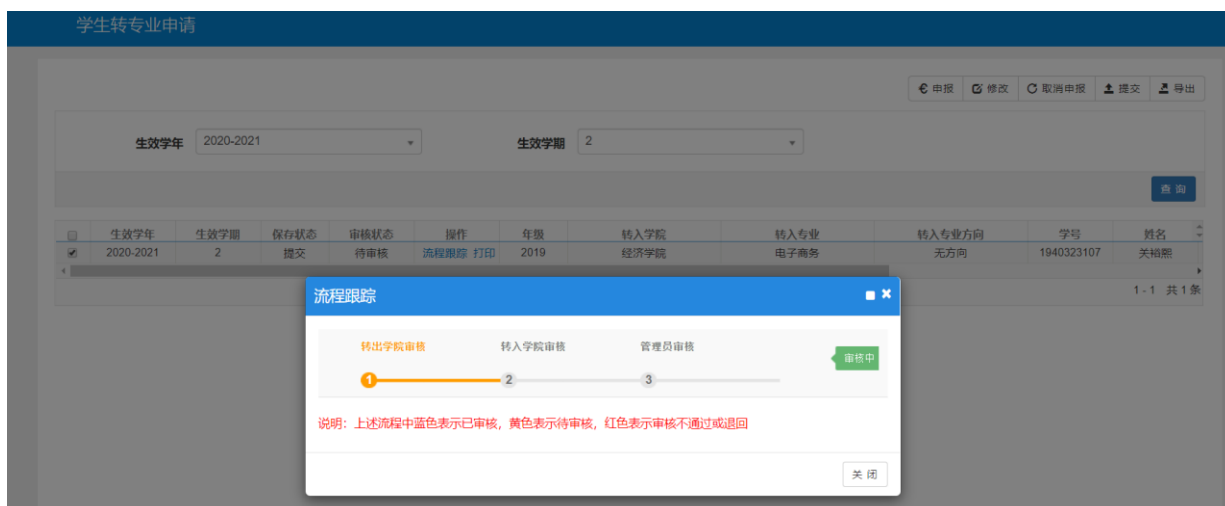 学生转专业申请
申报 修改 取消申报 提交 导出
生效学年 2020-2021 生效学期 2
查 询
生效学年 生效学期 保存状态 审核状态 操作 年级 转入学院 转入专业 转入专业方向 学号 姓名
2020-2021 2 提交 待审核 流程跟踪 打印 2019 经济学院 电子商务 无方向 1940323107 关裕熙
1 - 1 共 1 条
流程跟踪
转出学院审核 转入学院审核 管理员审核
审核中
1 2 3
说明：上述流程中蓝色表示已审核，黄色表示待审核，红色表示审核不通过或退回
关 闭